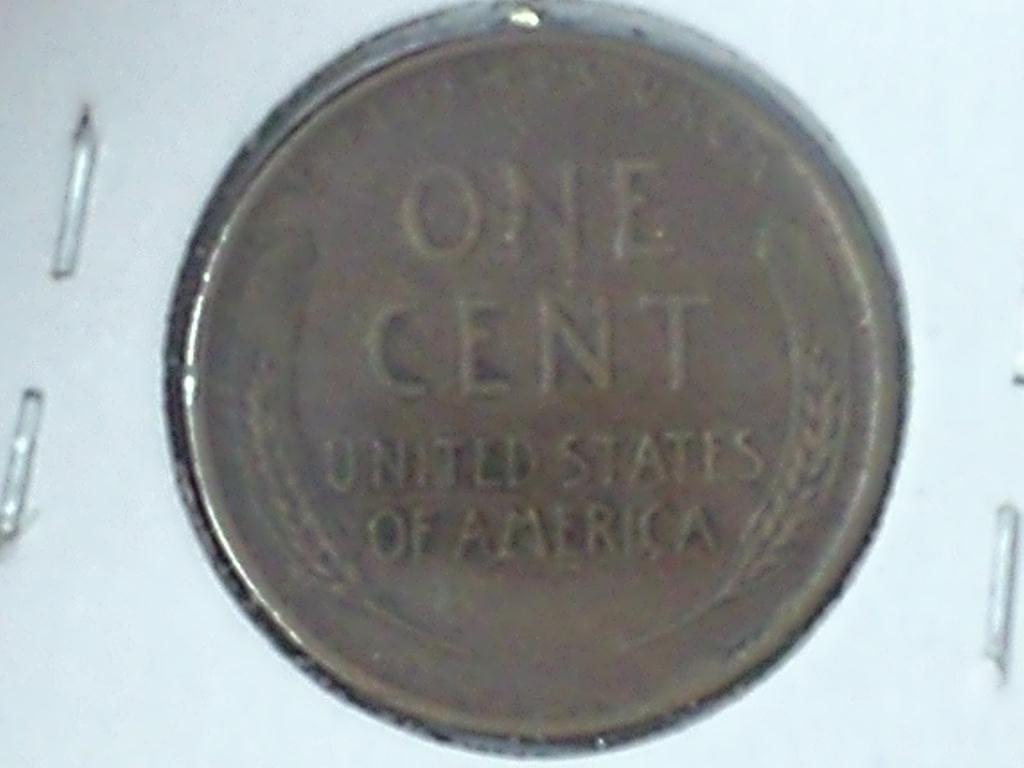 ONE
CENT
UNITED STATES
OF AMERICA